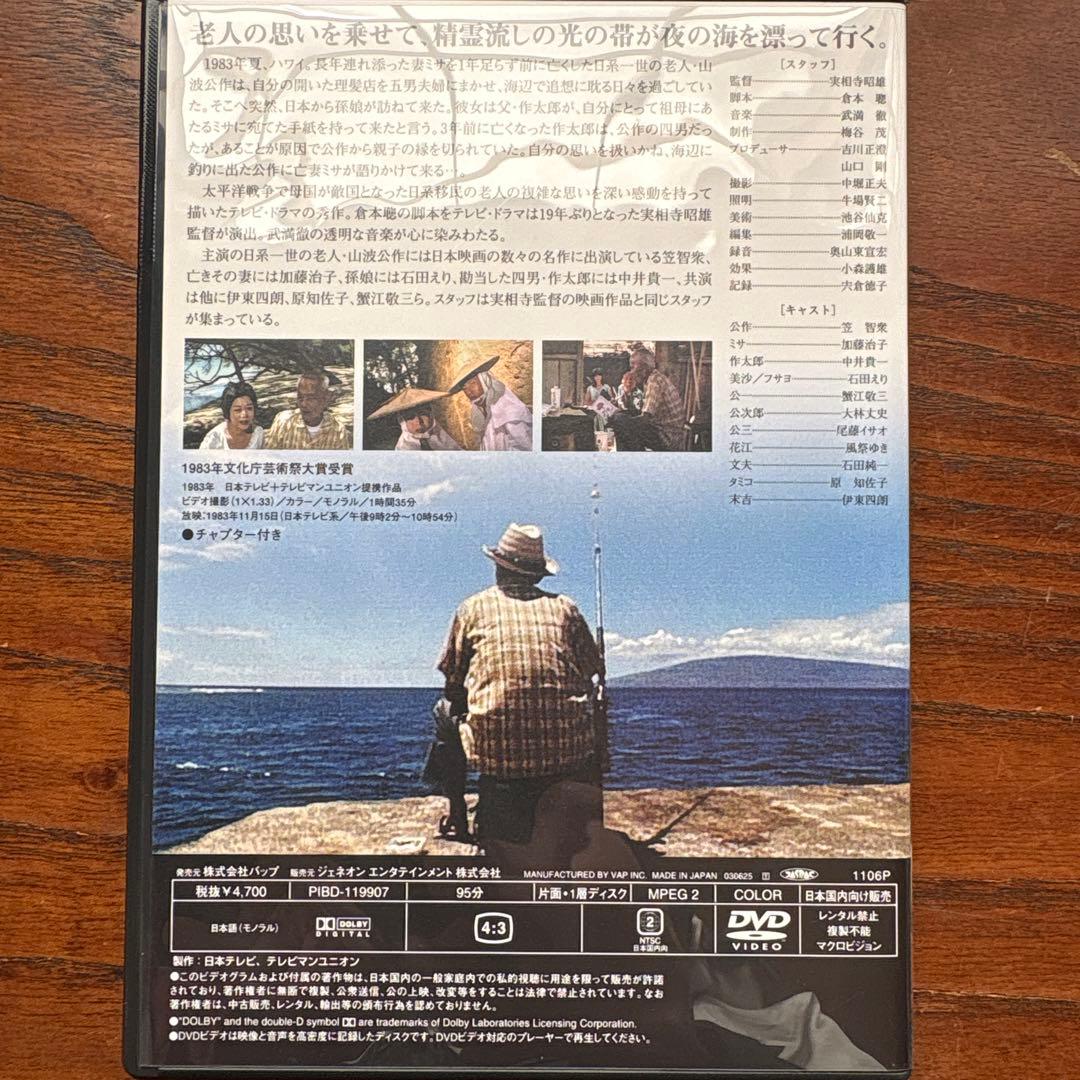 老人の思いを乗せて、精霊流しの光の帯が夜の海を漂って行く。
1983年夏、ハワイ。長年連れ添った妻ミサを1年足らず前に亡くした日系一世の老人・山
波公作は、自分の開いた理髪店を五男夫婦にまかせ、海辺で追想に耽る日々を過ごしてい
た。そこへ突然、日本から孫娘が訪ねて来た。彼女は父・作太郎が、自分にとって祖母にあ
たるミサに宛てた手紙を持って来たと言う。3年前に亡くなった作太郎は、公作の四男だっ
たが、あることが原因で公作から親子の縁を切られていた。自分の思いを扱いかね、海辺に
釣りに出た公作に亡妻ミサが語りかけて来る…。
太平洋戦争で母国が敵国となった日系移民の老人の複雑な思いを深い感動を持って
描いたテレビ・ドラマの秀作。倉本聰の脚本をテレビ・ドラマは19年ぶりとなった実相寺昭雄
監督が演出。武満徹の透明な音楽が心に染みわたる。
主演の日系一世の老人・山波公作には日本映画の数々の名作に出演している笠智衆、
亡きその妻には加藤治子、孫娘には石田えり、勘当した四男・作太郎には中井貴一、共演
は他に伊東四朗、原知佐子、蟹江敬三ら。スタッフは実相寺監督の映画作品と同じスタッフ
が集まっている。
[スタッフ]
監督 実相寺昭雄
脚本 倉本 聰
音楽 武満 徹
制作 梅谷 茂
プロデューサー 吉川正澄
山口 剛
撮影 中堀正夫
照明 牛場賢二
美術 池谷仙克
編集 浦岡敬一
録音 奥山東宣宏
効果 小森護雄
記録 宍倉徳子
[キャスト]
公作 笠 智衆
ミサ 加藤治子
作太郎 中井貴一
美沙/フサヨ 石田えり
公一 蟹江敬三
公次郎 大林丈史
公三 尾藤イサオ
花江 風祭ゆき
文夫 石田純一
タミコ 原 知佐子
末吉 伊東四朗
1983年文化庁芸術祭大賞受賞
1983年 日本テレビ+テレビマンユニオン提携作品
ビデオ撮影(1×1.33)/カラー/モノラル/1時間35分
放映:1983年11月15日(日本テレビ系/午後9時2分〜10時54分)
●チャプター付き
発売元 株式会社バップ 販売元 ジェネオン エンタテインメント 株式会社 MANUFACTURED BY VAP INC. MADE IN JAPAN 030625 1106P
税抜¥4,700 PIBD-119907 95分 片面・1層ディスク MPEG 2 COLOR 日本国内向け販売
日本語(モノラル) DOLBY DIGITAL 4:3 2 NTSC 日本国内向 DVD VIDEO レンタル禁止 複製不能 マクロビジョン
製作:日本テレビ、テレビマンユニオン
●このビデオグラムおよび付属の著作物は、日本国内の一般家庭内での私的視聴に用途を限って販売が許諾
されており、著作権者に無断で複製、公衆送信、公の上映、改変等をすることは法律で禁止されています。なお
著作権者は、中古販売、レンタル、輸出等の頒布行為を認めておりません。
●"DOLBY" and the double-D symbol are trademarks of Dolby Laboratories Licensing Corporation.
●DVDビデオは映像と音声を高密度に記録したディスクです。DVDビデオ対応のプレーヤーで再生してください。